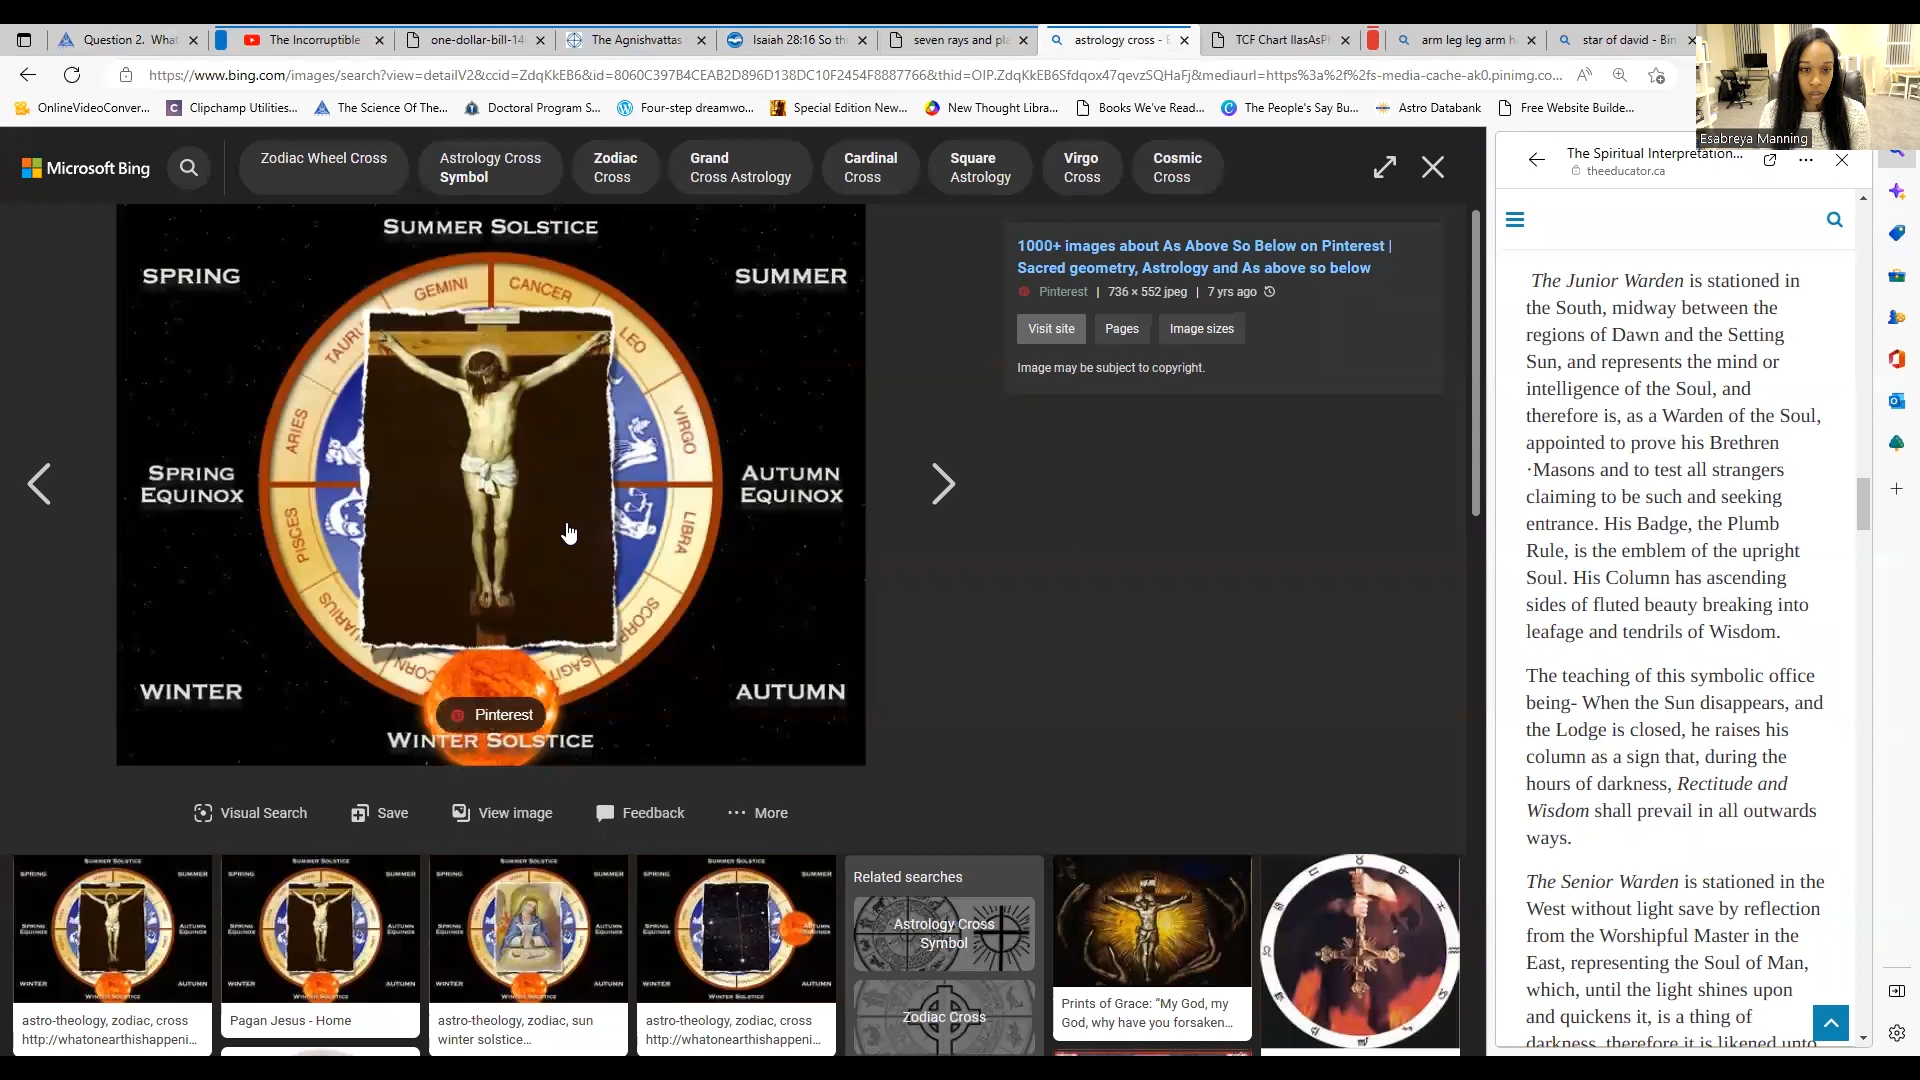 Question 2. What
The Incorruptible
one-dollar-bill-14
The Agnishvattas
Isaiah 28:16 So th
seven rays and pla
astrology cross - B
TCF Chart IlasAsPl
arm leg leg arm h
star of david - Bin
https://www.bing.com/images/search?view=detailV2&ccid=ZdqKkEB6&id=8060C397B4CEAB2D896D138DC10F2454F8887766&thid=OIP.ZdqKkEB6Sfdqox47qevzSQHaFj&mediaurl=https%3a%2f%2fs-media-cache-ak0.pinimg.co...
OnlineVideoConver...
Clipchamp Utilities...
The Science Of The...
Doctoral Program S...
Four-step dreamwo...
Special Edition New...
New Thought Libra...
Books We've Read...
The People's Say Bu...
Astro Databank
Free Website Builde...
Esabreya Manning
Microsoft Bing
Zodiac Wheel Cross
Astrology Cross
Symbol
Zodiac
Cross
Grand
Cross Astrology
Cardinal
Cross
Square
Astrology
Virgo
Cross
Cosmic
Cross
SUMMER SOLSTICE
SPRING
SUMMER
GEMINI
CANCER
LEO
ARIES
VIRGO
SPRING
EQUINOX
AUTUMN
EQUINOX
PISCES
LIBRA
WINTER
AUTUMN
Pinterest
WINTER SOLSTICE
1000+ images about As Above So Below on Pinterest |
Sacred geometry, Astrology and As above so below
Pinterest | 736 × 552 jpeg | 7 yrs ago
Visit site
Pages
Image sizes
Image may be subject to copyright.
Visual Search
Save
View image
Feedback
More
astro-theology, zodiac, cross
http://whatonearthishappeni...
Pagan Jesus - Home
astro-theology, zodiac, sun
winter solstice...
astro-theology, zodiac, cross
http://whatonearthishappeni...
Related searches
Astrology Cross
Symbol
Zodiac Cross
Prints of Grace: “My God, my
God, why have you forsaken...
The Spiritual Interpretation...
theeducator.ca
The Junior Warden is stationed in
the South, midway between the
regions of Dawn and the Setting
Sun, and represents the mind or
intelligence of the Soul, and
therefore is, as a Warden of the Soul,
appointed to prove his Brethren
·Masons and to test all strangers
claiming to be such and seeking
entrance. His Badge, the Plumb
Rule, is the emblem of the upright
Soul. His Column has ascending
sides of fluted beauty breaking into
leafage and tendrils of Wisdom.
The teaching of this symbolic office
being- When the Sun disappears, and
the Lodge is closed, he raises his
column as a sign that, during the
hours of darkness, Rectitude and
Wisdom shall prevail in all outwards
ways.
The Senior Warden is stationed in the
West without light save by reflection
from the Worshipful Master in the
East, representing the Soul of Man,
which, until the light shines upon
and quickens it, is a thing of
darkness, therefore it is likened unto